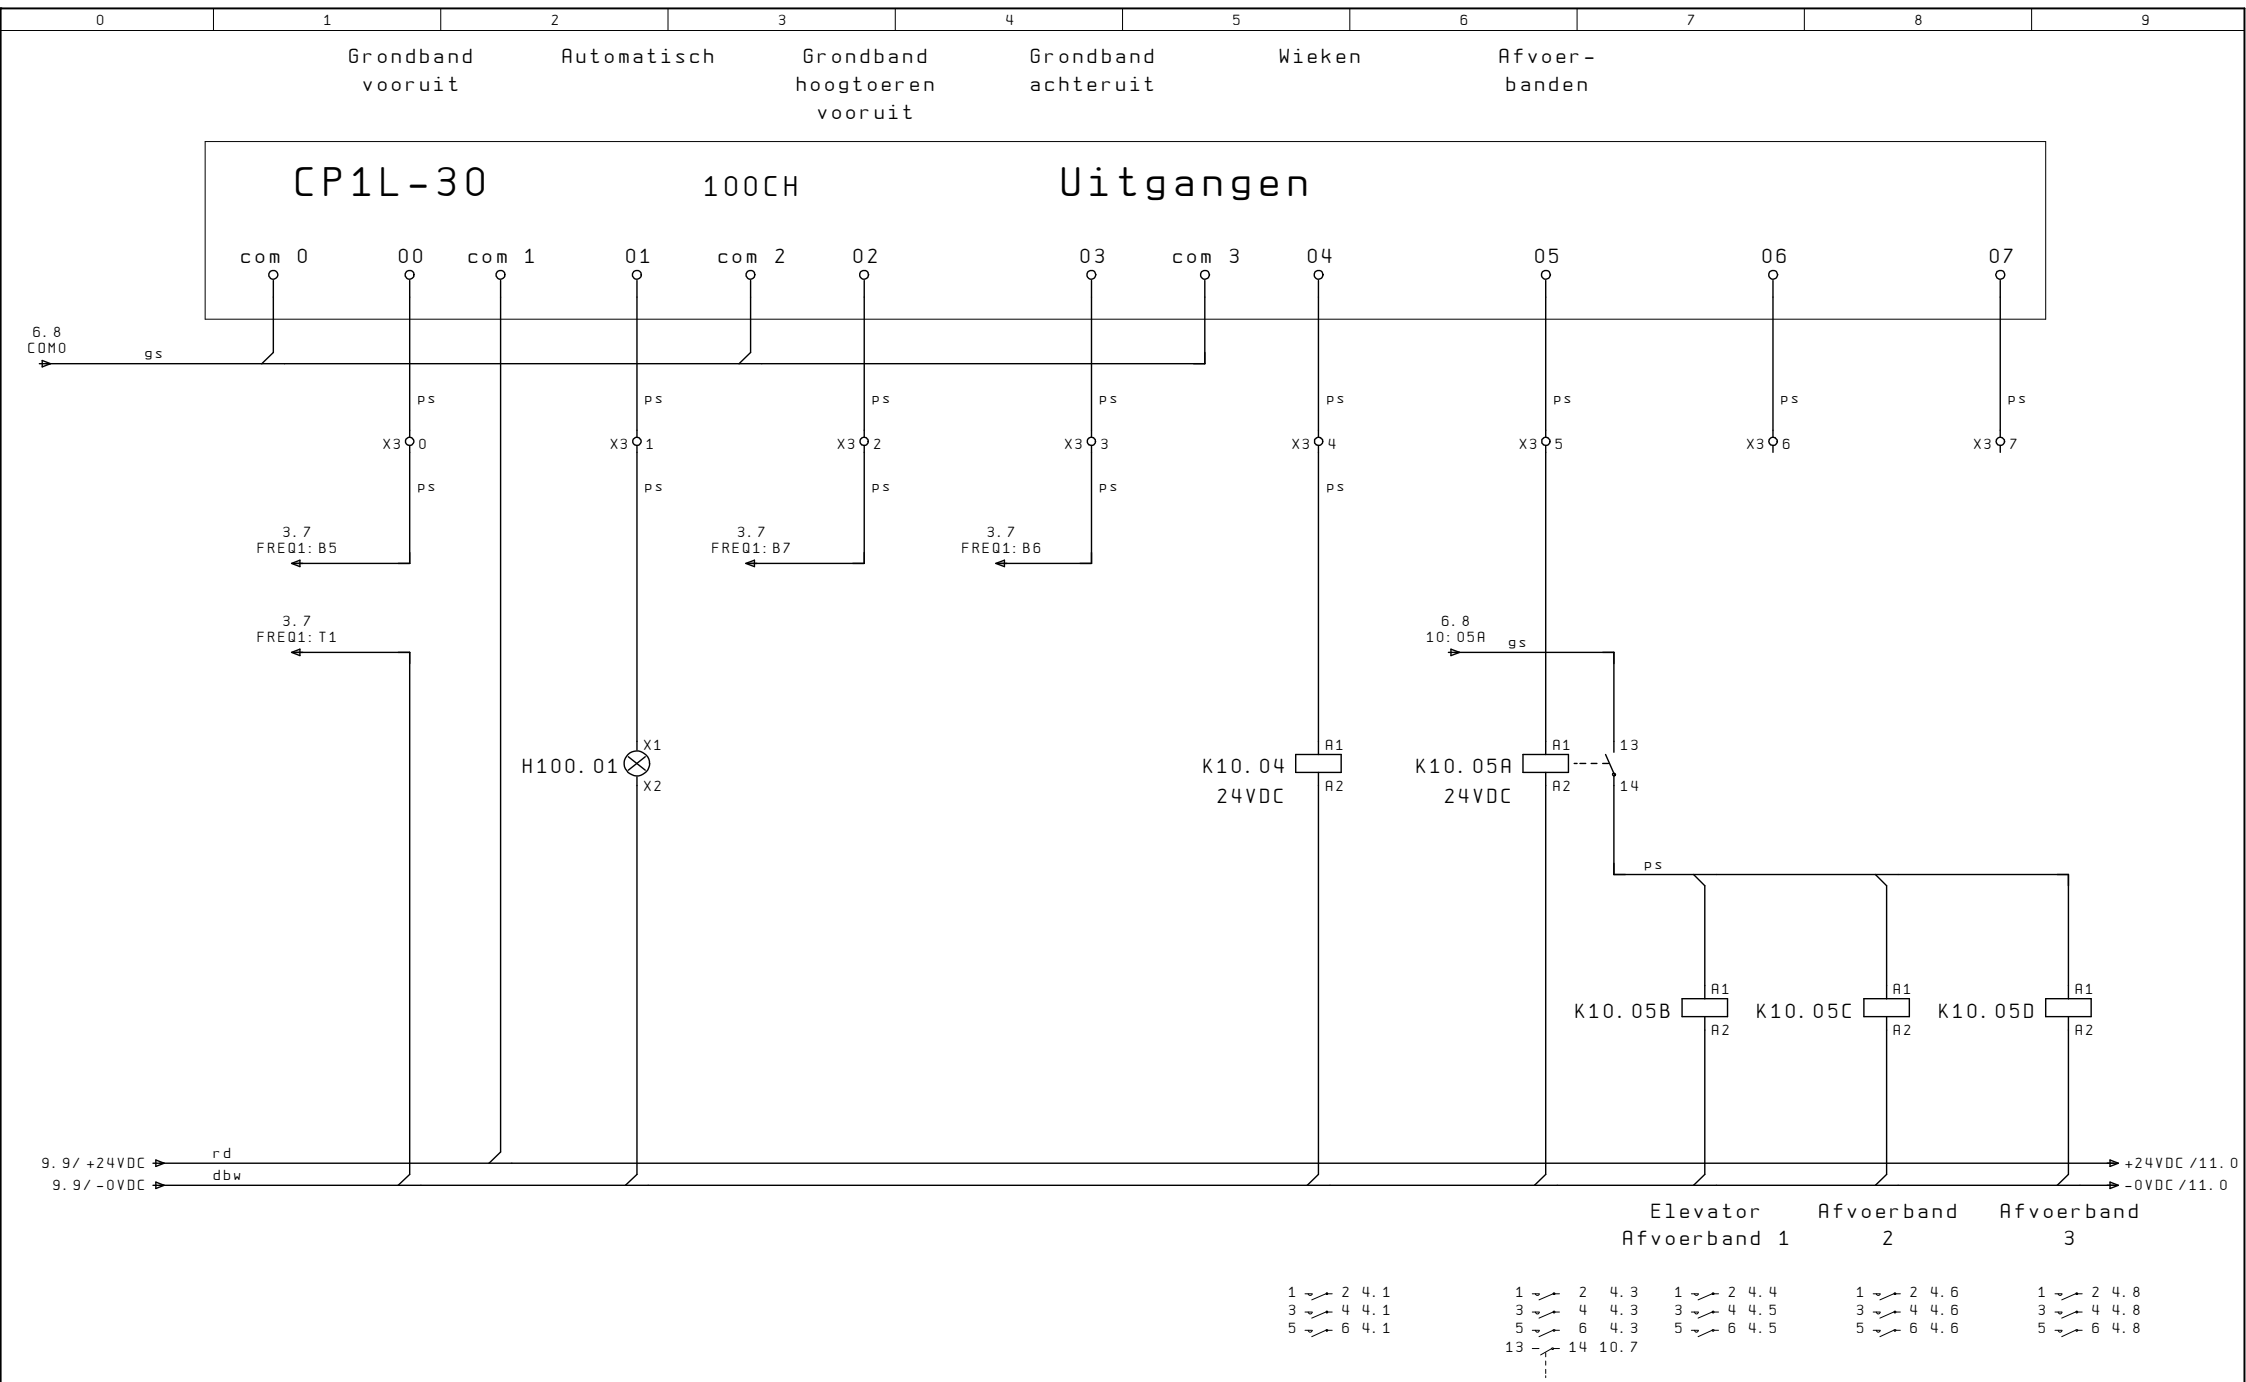 0 1 2 3 4 5 6 7 8 9
Grondband Automatisch Grondband Grondband Wieken Afvoer-
vooruit hoogtoeren achteruit banden
vooruit
CP1L-30 100CH Uitgangen
com 0 00 com 1 01 com 2 02 03 com 3 04 05 06 07
6.8
COM0
gs
ps ps ps ps ps ps ps ps
X3 0 X3 1 X3 2 X3 3 X3 4 X3 5 X3 6 X3 7
ps ps ps ps ps
3.7 3.7 3.7
FREQ1:B5 FREQ1:B7 FREQ1:B6
3.7 6.8
FREQ1:T1 10:05A gs
X1 A1 A1 13
H100.01 K10.04 K10.05A
X2 A2 A2 14
24VDC 24VDC
ps
A1 A1 A1
K10.05B K10.05C K10.05D
A2 A2 A2
rd
9.9/+24VDC +24VDC/11.0
dbw
9.9/-0VDC -0VDC/11.0
Elevator Afvoerband Afvoerband
Afvoerband 1 2 3
1 2 4.1 1 2 4.3 1 2 4.4 1 2 4.6 1 2 4.8
3 4 4.1 3 4 4.3 3 4 4.5 3 4 4.6 3 4 4.8
5 6 4.1 5 6 4.3 5 6 4.5 5 6 4.6 5 6 4.8
13 14 10.7